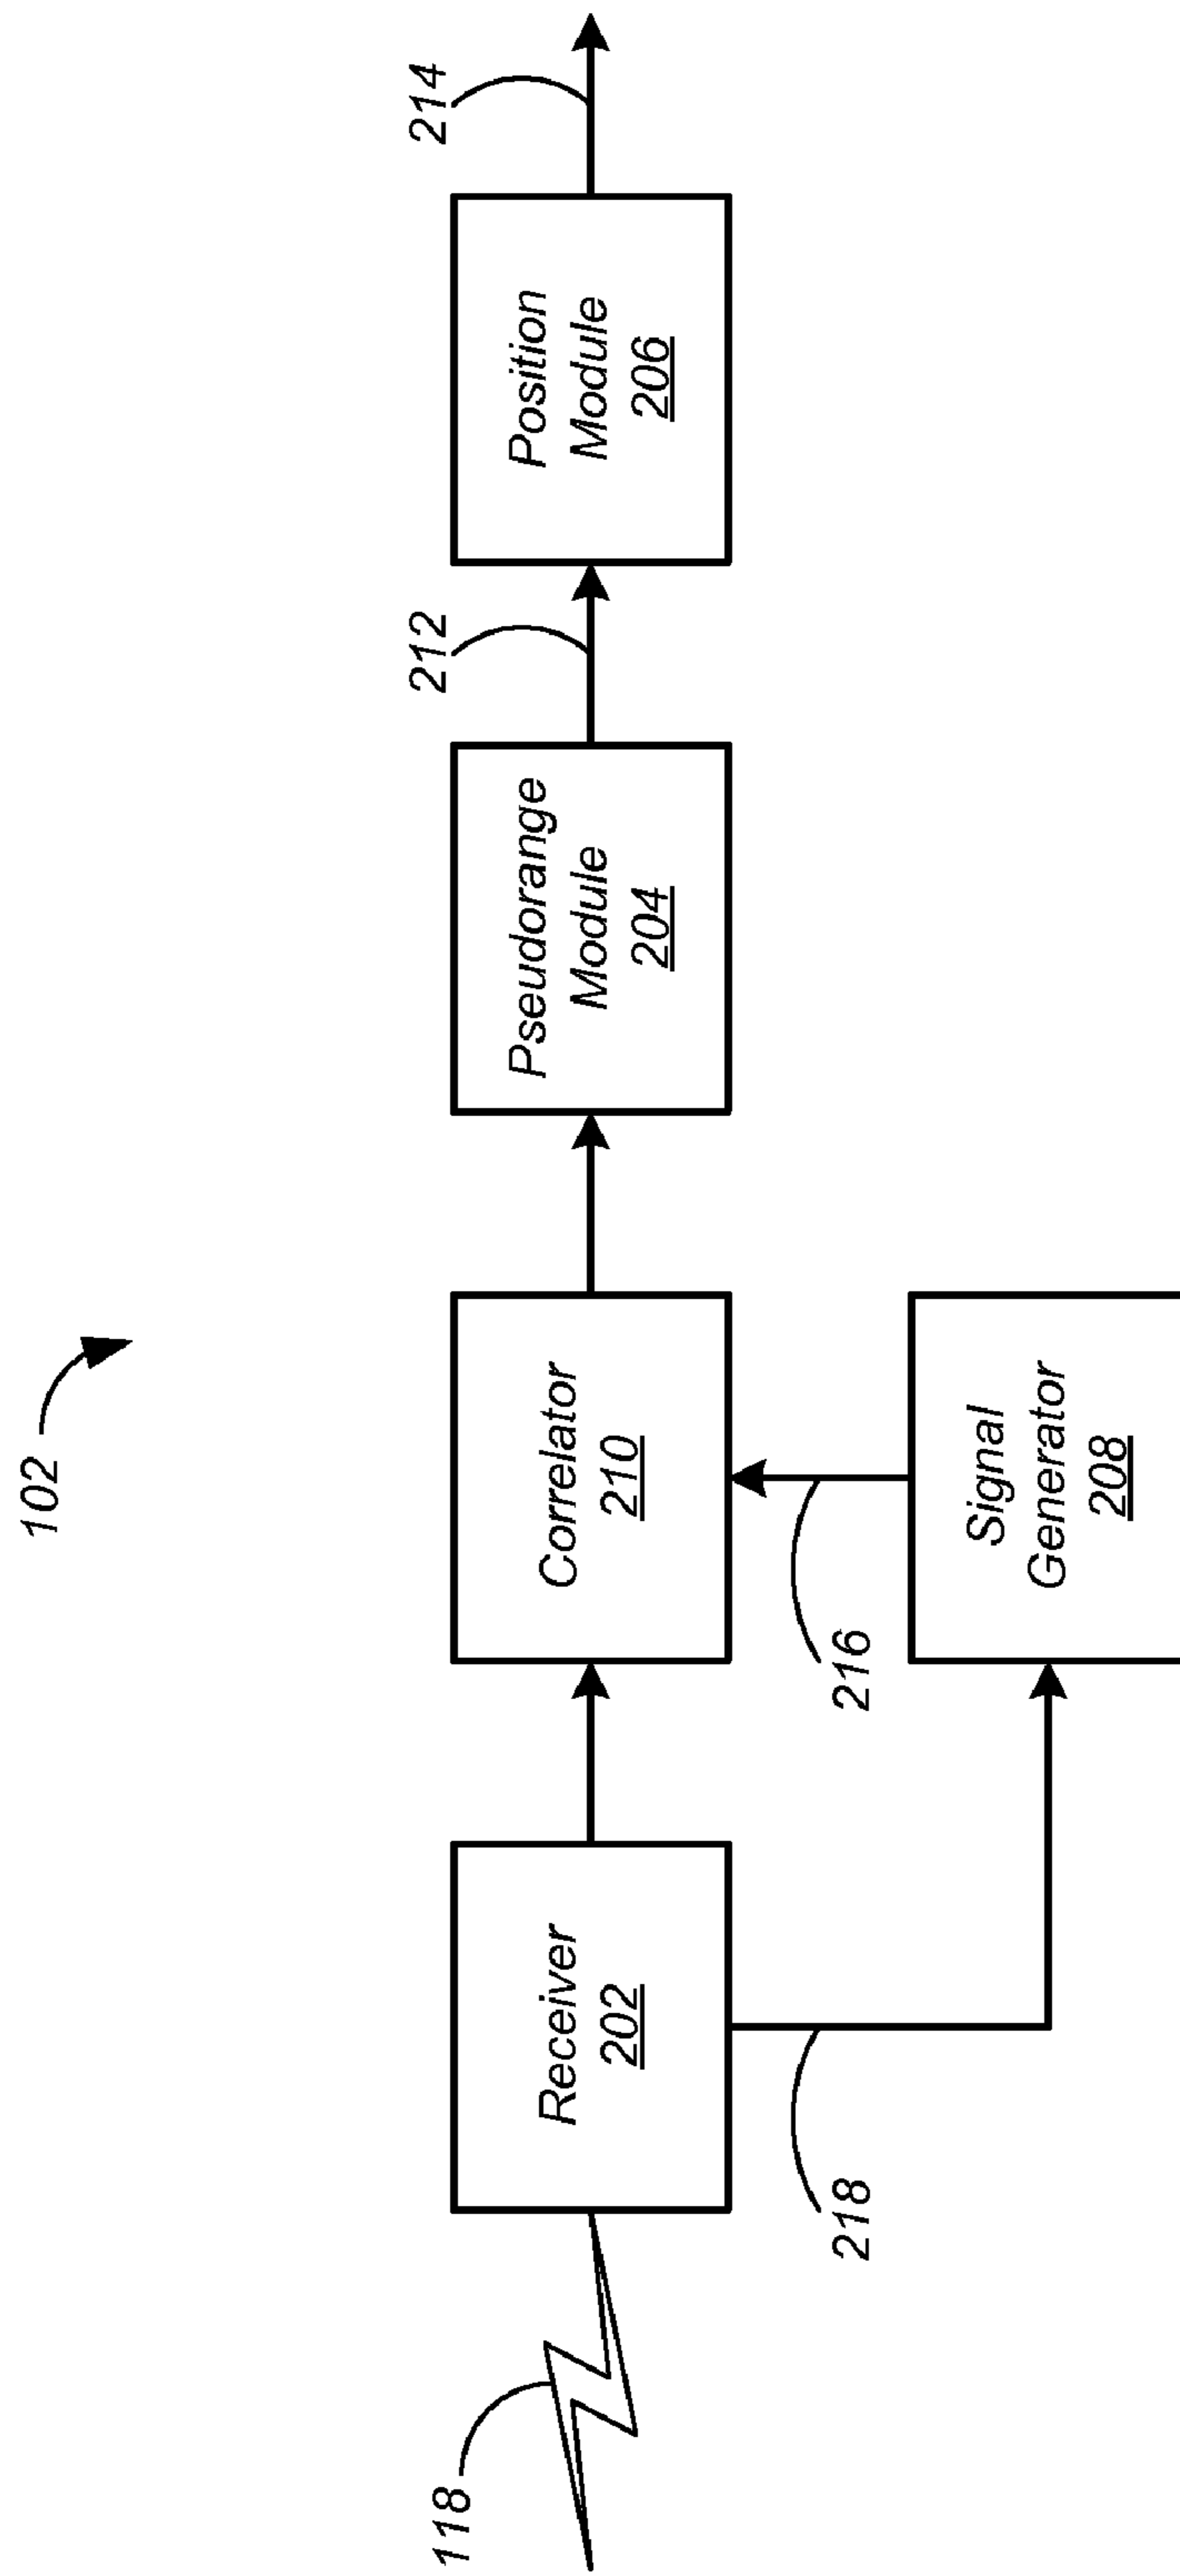 102
118
Receiver
202
218
Correlator
210
216
Signal
Generator
208
Pseudorange
Module
204
212
Position
Module
206
214